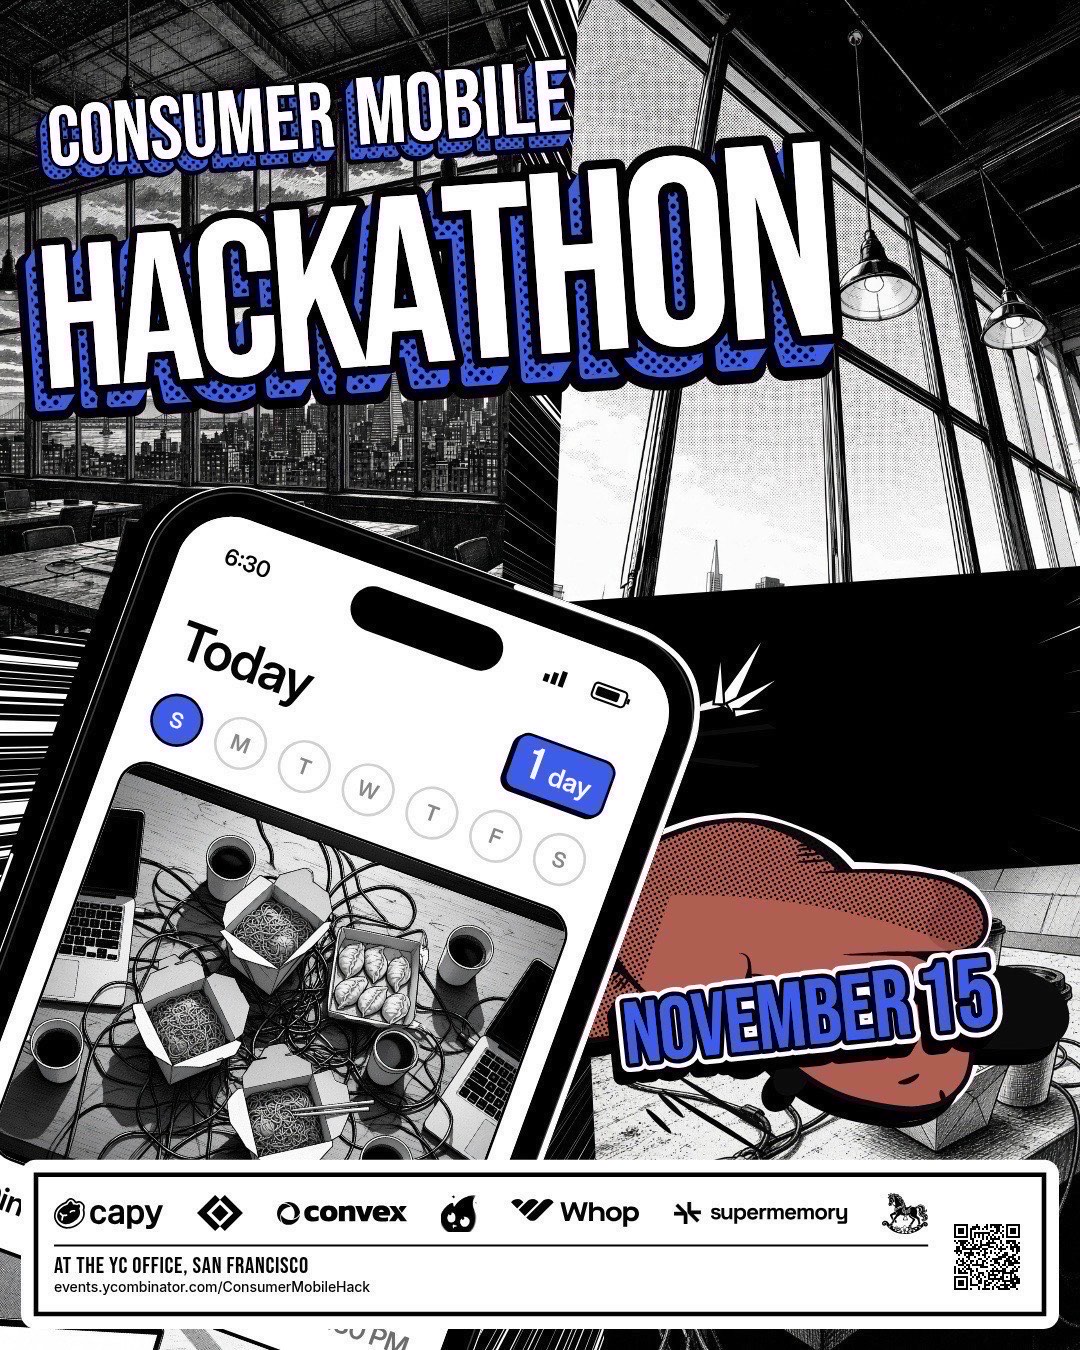 CONSUMER MOBILE
HACKATHON
6:30
Today
S M T W T F S
1 day
NOVEMBER 15
capy
convex
Whop
supermemory
AT THE YC OFFICE, SAN FRANCISCO
events.ycombinator.com/ConsumerMobileHack
PM